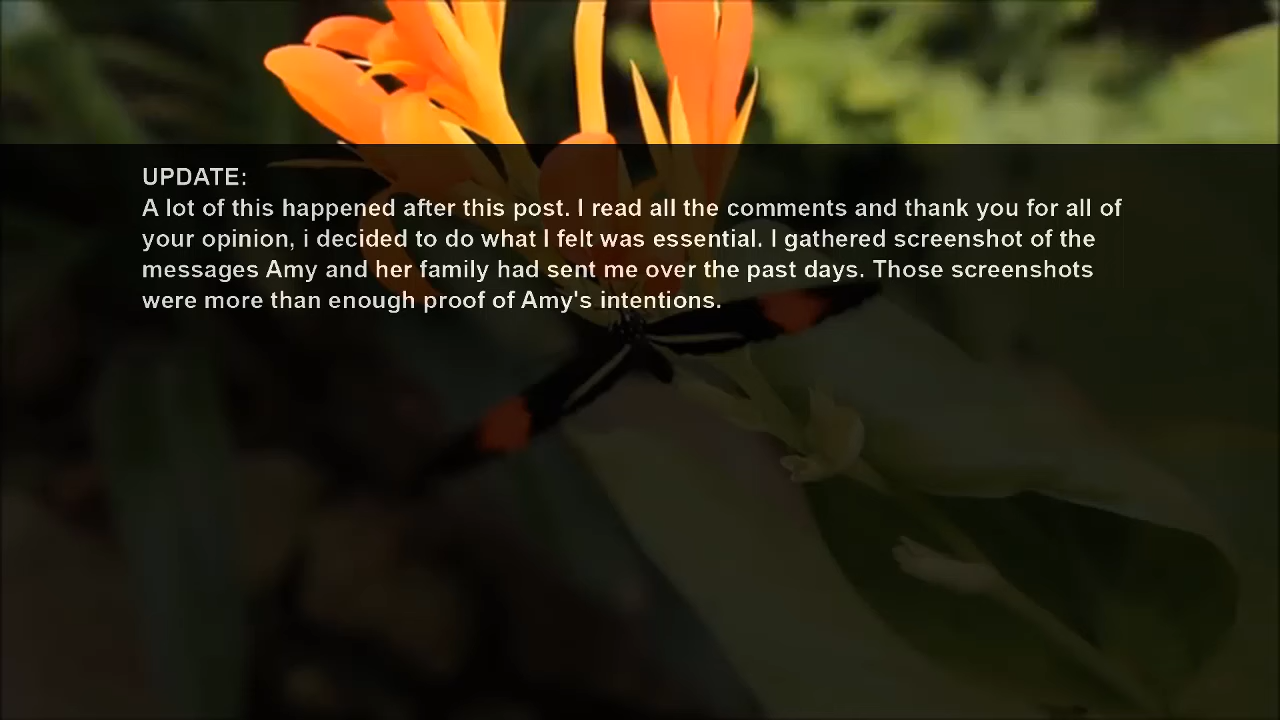 UPDATE:
A lot of this happened after this post. I read all the comments and thank you for all of
your opinion, i decided to do what I felt was essential. I gathered screenshot of the
messages Amy and her family had sent me over the past days. Those screenshots
were more than enough proof of Amy's intentions.